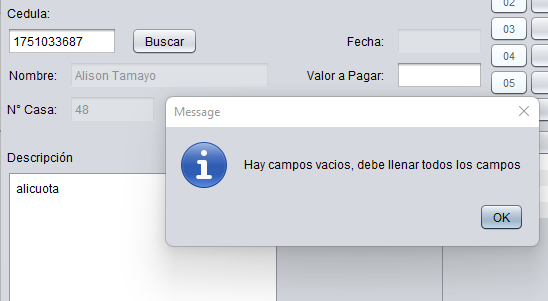 Cedula:
1751033687
Buscar
Fecha:
Nombre:
Alison Tamayo
Valor a Pagar:
N° Casa:
48
02
03
04
05
Message
Hay campos vacios, debe llenar todos los campos
OK
Descripción
alicuota